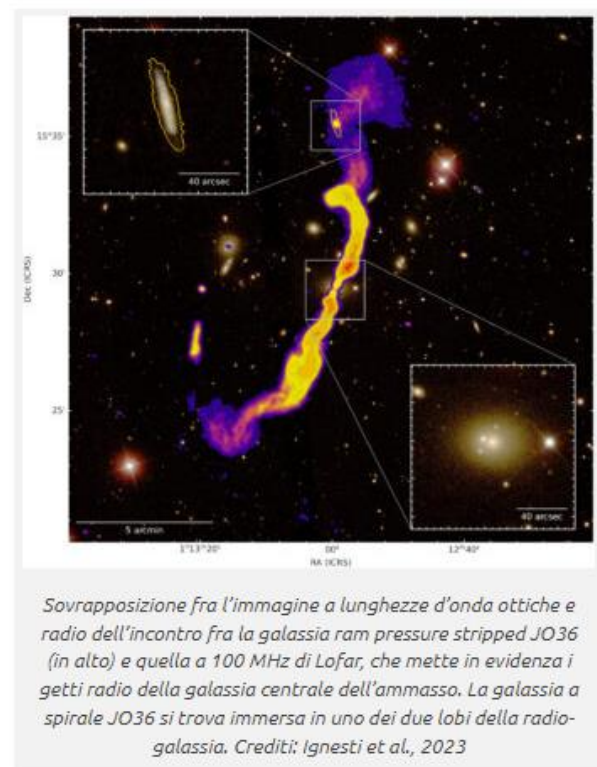 40 arcsec
15°35'
30'
Dec (ICRS)
25'
40 arcsec
5 arcmin
1ʰ13ᵐ20ˢ
00ˢ
12ᵐ40ˢ
RA (ICRS)
Sovrapposizione fra l'immagine a lunghezze d'onda ottiche e
radio dell'incontro fra la galassia ram pressure stripped JO36
(in alto) e quella a 100 MHz di Lofar, che mette in evidenza i
getti radio della galassia centrale dell'ammasso. La galassia a
spirale JO36 si trova immersa in uno dei due lobi della radio-
galassia. Crediti: Ignesti et al., 2023